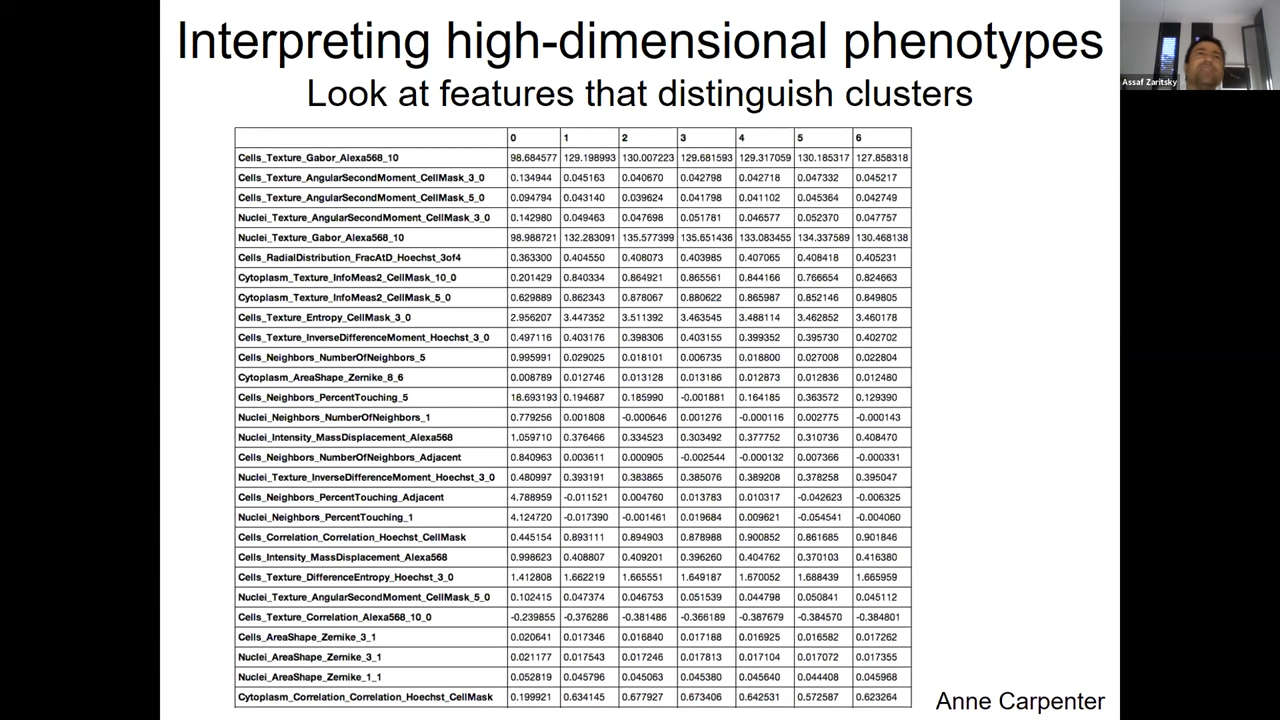 Interpreting high-dimensional phenotypes
Look at features that distinguish clusters
Assaf Zaritsky
0 1 2 3 4 5 6
Cells_Texture_Gabor_Alexa568_10 98.684577 129.198993 130.007223 129.681593 129.317059 130.185317 127.858318
Cells_Texture_AngularSecondMoment_CellMask_3_0 0.134944 0.045163 0.040670 0.042798 0.042718 0.047332 0.045217
Cells_Texture_AngularSecondMoment_CellMask_5_0 0.094794 0.043140 0.039624 0.041798 0.041102 0.045364 0.042749
Nuclei_Texture_AngularSecondMoment_CellMask_3_0 0.142980 0.049463 0.047698 0.051781 0.046577 0.052370 0.047757
Nuclei_Texture_Gabor_Alexa568_10 98.988721 132.283091 135.577399 135.651436 133.083455 134.337589 130.468138
Cells_RadialDistribution_FracAtD_Hoechst_3of4 0.363300 0.404550 0.408073 0.403985 0.407065 0.408418 0.405231
Cytoplasm_Texture_InfoMeas2_CellMask_10_0 0.201429 0.840334 0.864921 0.865561 0.844166 0.766654 0.824663
Cytoplasm_Texture_InfoMeas2_CellMask_5_0 0.629889 0.862343 0.878067 0.880622 0.865987 0.852146 0.849805
Cells_Texture_Entropy_CellMask_3_0 2.956207 3.447352 3.511392 3.463545 3.488114 3.462852 3.460178
Cells_Texture_InverseDifferenceMoment_Hoechst_3_0 0.497116 0.403176 0.398306 0.403155 0.399352 0.395730 0.402702
Cells_Neighbors_NumberOfNeighbors_5 0.995991 0.029025 0.018101 0.006735 0.018800 0.027008 0.022804
Cytoplasm_AreaShape_Zernike_8_6 0.008789 0.012746 0.013128 0.013186 0.012873 0.012836 0.012480
Cells_Neighbors_PercentTouching_5 18.693193 0.194687 0.185990 -0.001881 0.164185 0.363572 0.129390
Nuclei_Neighbors_NumberOfNeighbors_1 0.779256 0.001808 -0.000646 0.001276 -0.000116 0.002775 -0.000143
Nuclei_Intensity_MassDisplacement_Alexa568 1.059710 0.376466 0.334523 0.303492 0.377752 0.310736 0.408470
Cells_Neighbors_NumberOfNeighbors_Adjacent 0.840963 0.003611 0.000905 -0.002544 -0.000132 0.007366 -0.000331
Nuclei_Texture_InverseDifferenceMoment_Hoechst_3_0 0.480997 0.393191 0.383865 0.385076 0.389208 0.378258 0.395047
Cells_Neighbors_PercentTouching_Adjacent 4.788959 -0.011521 0.004760 0.013783 0.010317 -0.042623 -0.006325
Nuclei_Neighbors_PercentTouching_1 4.124720 -0.017390 -0.001461 0.019684 0.009621 -0.054541 -0.004060
Cells_Correlation_Correlation_Hoechst_CellMask 0.445154 0.893111 0.894903 0.878988 0.900852 0.861685 0.901846
Cells_Intensity_MassDisplacement_Alexa568 0.998623 0.408807 0.409201 0.396260 0.404762 0.370103 0.416380
Cells_Texture_DifferenceEntropy_Hoechst_3_0 1.412808 1.662219 1.665551 1.649187 1.670052 1.688439 1.665959
Nuclei_Texture_AngularSecondMoment_CellMask_5_0 0.102415 0.047374 0.046753 0.051539 0.044798 0.050841 0.045112
Cells_Texture_Correlation_Alexa568_10_0 -0.239855 -0.376286 -0.381486 -0.366189 -0.387679 -0.384570 -0.384801
Cells_AreaShape_Zernike_3_1 0.020641 0.017346 0.016840 0.017188 0.016925 0.016582 0.017262
Nuclei_AreaShape_Zernike_3_1 0.021177 0.017543 0.017246 0.017813 0.017104 0.017072 0.017355
Nuclei_AreaShape_Zernike_1_1 0.052819 0.045796 0.045063 0.045380 0.045640 0.044408 0.045968
Cytoplasm_Correlation_Correlation_Hoechst_CellMask 0.199921 0.634145 0.677927 0.673406 0.642531 0.572587 0.623264
Anne Carpenter